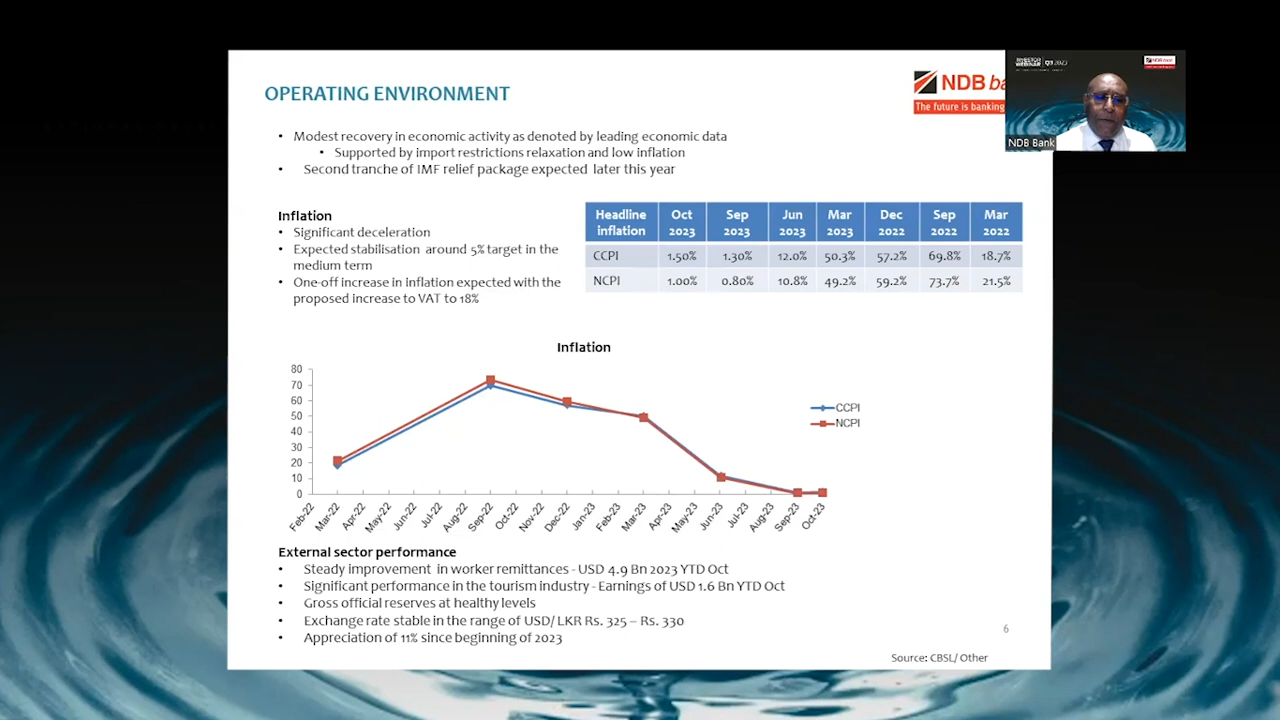 OPERATING ENVIRONMENT
NDB ba
The future is banking
INVESTOR
WEBINAR Q3 2023
NDB bank
NDB Bank
• Modest recovery in economic activity as denoted by leading economic data
• Supported by import restrictions relaxation and low inflation
• Second tranche of IMF relief package expected later this year
Inflation
• Significant deceleration
• Expected stabilisation around 5% target in the
medium term
• One-off increase in inflation expected with the
proposed increase to VAT to 18%
Headline inflation Oct 2023 Sep 2023 Jun 2023 Mar 2023 Dec 2022 Sep 2022 Mar 2022
CCPI 1.50% 1.30% 12.0% 50.3% 57.2% 69.8% 18.7%
NCPI 1.00% 0.80% 10.8% 49.2% 59.2% 73.7% 21.5%
Inflation
80
70
60
50
40
30
20
10
0
Feb-22 Mar-22 Apr-22 May-22 Jun-22 Jul-22 Aug-22 Sep-22 Oct-22 Nov-22 Dec-22 Jan-23 Feb-23 Mar-23 Apr-23 May-23 Jun-23 Jul-23 Aug-23 Sep-23 Oct-23
CCPI
NCPI
External sector performance
• Steady improvement in worker remittances - USD 4.9 Bn 2023 YTD Oct
• Significant performance in the tourism industry - Earnings of USD 1.6 Bn YTD Oct
• Gross official reserves at healthy levels
• Exchange rate stable in the range of USD/ LKR Rs. 325 – Rs. 330
• Appreciation of 11% since beginning of 2023
6
Source: CBSL/ Other